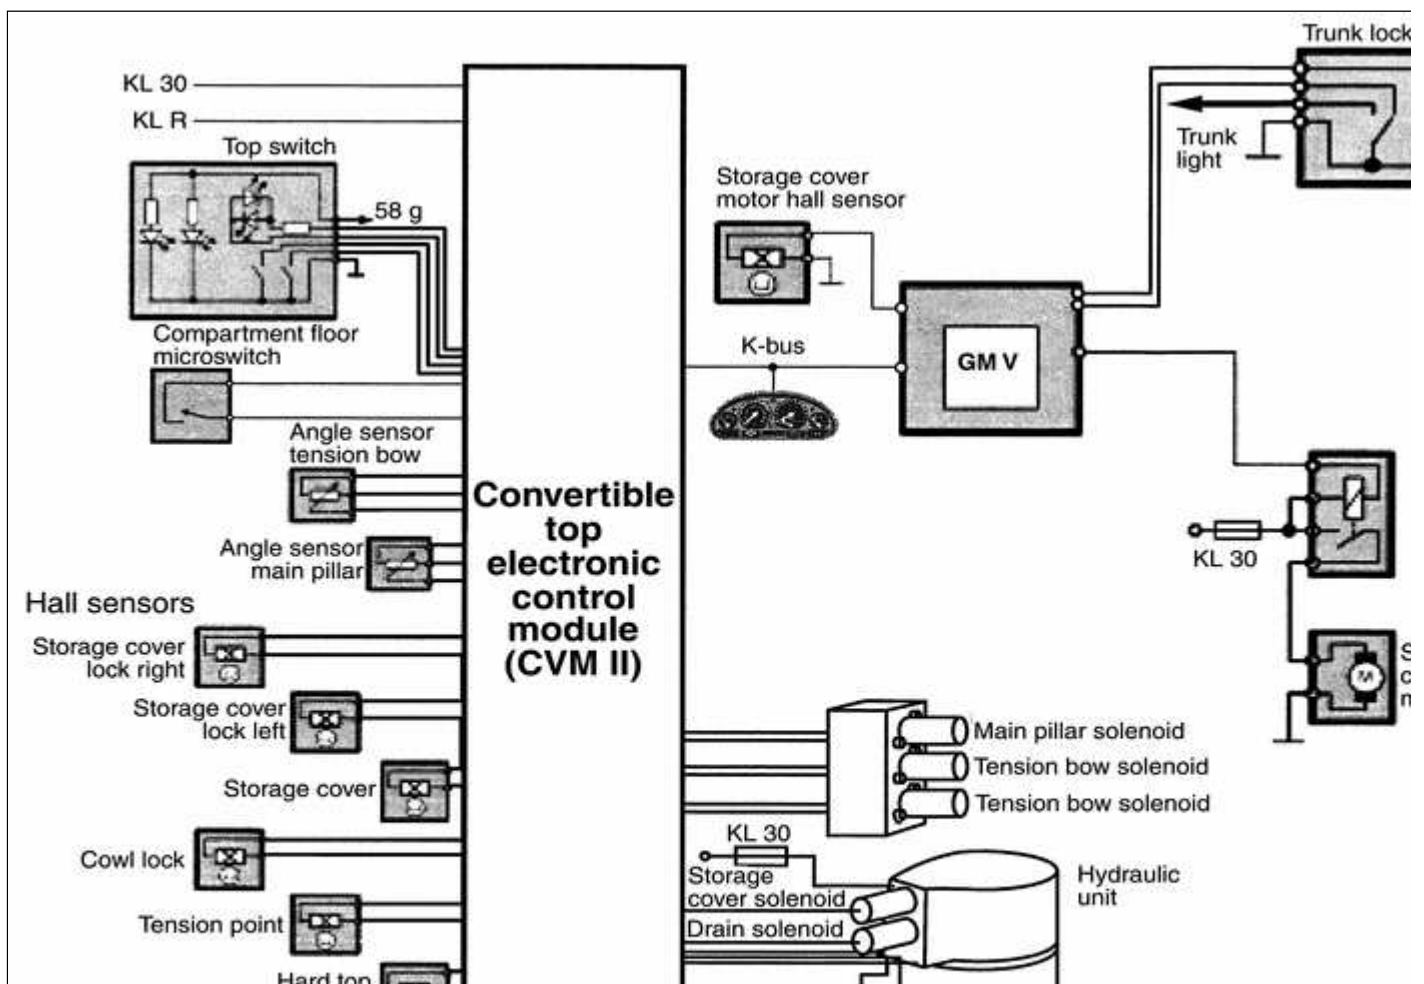 Trunk lock
KL 30
KL R
Top switch
58 g
Trunk
light
Storage cover
motor hall sensor
Compartment floor
microswitch
K-bus
GM V
Angle sensor
tension bow
Convertible
top
electronic
control
module
(CVM II)
KL 30
Angle sensor
main pillar
Hall sensors
Storage cover
lock right
M
Storage cover
lock left
Main pillar solenoid
Tension bow solenoid
Tension bow solenoid
Storage cover
KL 30
Cowl lock
Storage
cover solenoid
Hydraulic
unit
Tension point
Drain solenoid
Hard top